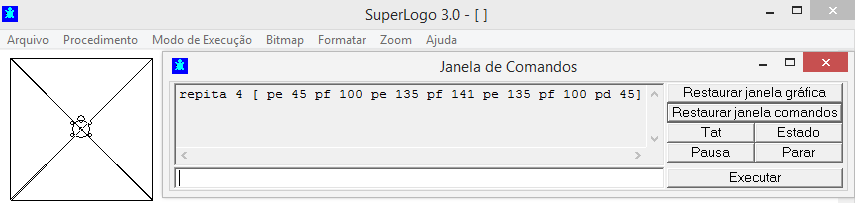 SuperLogo 3.0 - [ ]
Arquivo Procedimento Modo de Execução Bitmap Formatar Zoom Ajuda
Janela de Comandos
repita 4 [ pe 45 pf 100 pe 135 pf 141 pe 135 pf 100 pd 45]
Restaurar janela gráfica
Restaurar janela comandos
Tat Estado
Pausa Parar
Executar